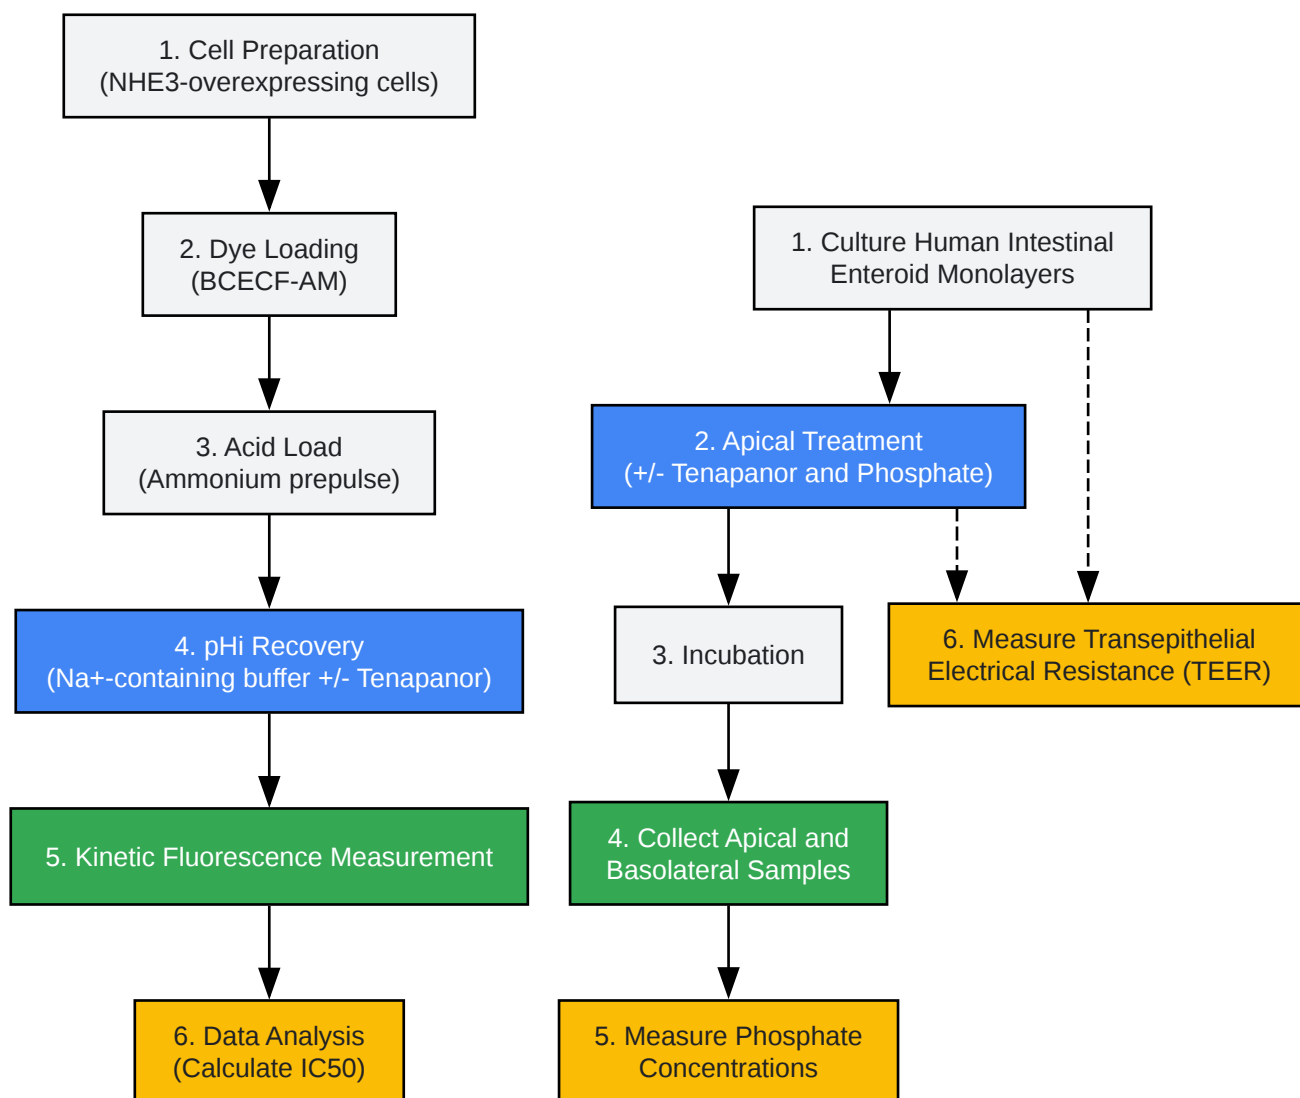 1. Cell Preparation
(NHE3-overexpressing cells)
2. Dye Loading
(BCECF-AM)
3. Acid Load
(Ammonium prepulse)
4. pHi Recovery
(Na+-containing buffer +/- Tenapanor)
5. Kinetic Fluorescence Measurement
6. Data Analysis
(Calculate IC50)
1. Culture Human Intestinal
Enteroid Monolayers
2. Apical Treatment
(+/- Tenapanor and Phosphate)
3. Incubation
4. Collect Apical and
Basolateral Samples
5. Measure Phosphate
Concentrations
6. Measure Transepithelial
Electrical Resistance (TEER)